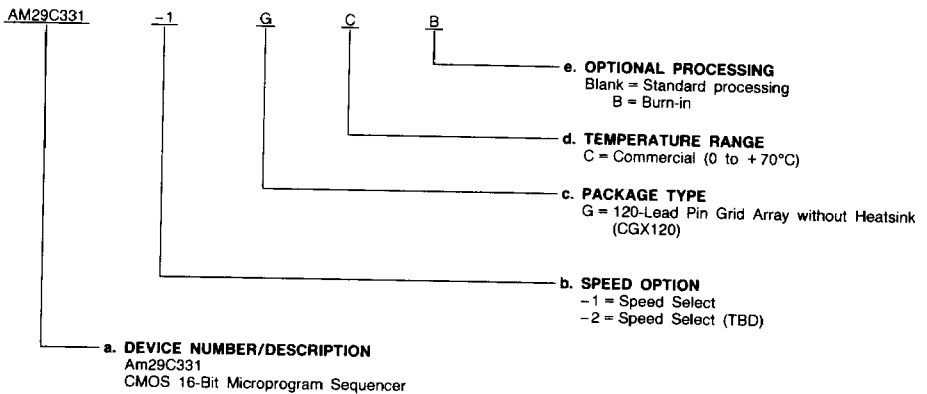 AM29C331 -1 G C B
e. OPTIONAL PROCESSING
Blank = Standard processing
B = Burn-in
d. TEMPERATURE RANGE
C = Commercial (0 to +70°C)
c. PACKAGE TYPE
G = 120-Lead Pin Grid Array without Heatsink
(CGX120)
b. SPEED OPTION
-1 = Speed Select
-2 = Speed Select (TBD)
a. DEVICE NUMBER/DESCRIPTION
Am29C331
CMOS 16-Bit Microprogram Sequencer